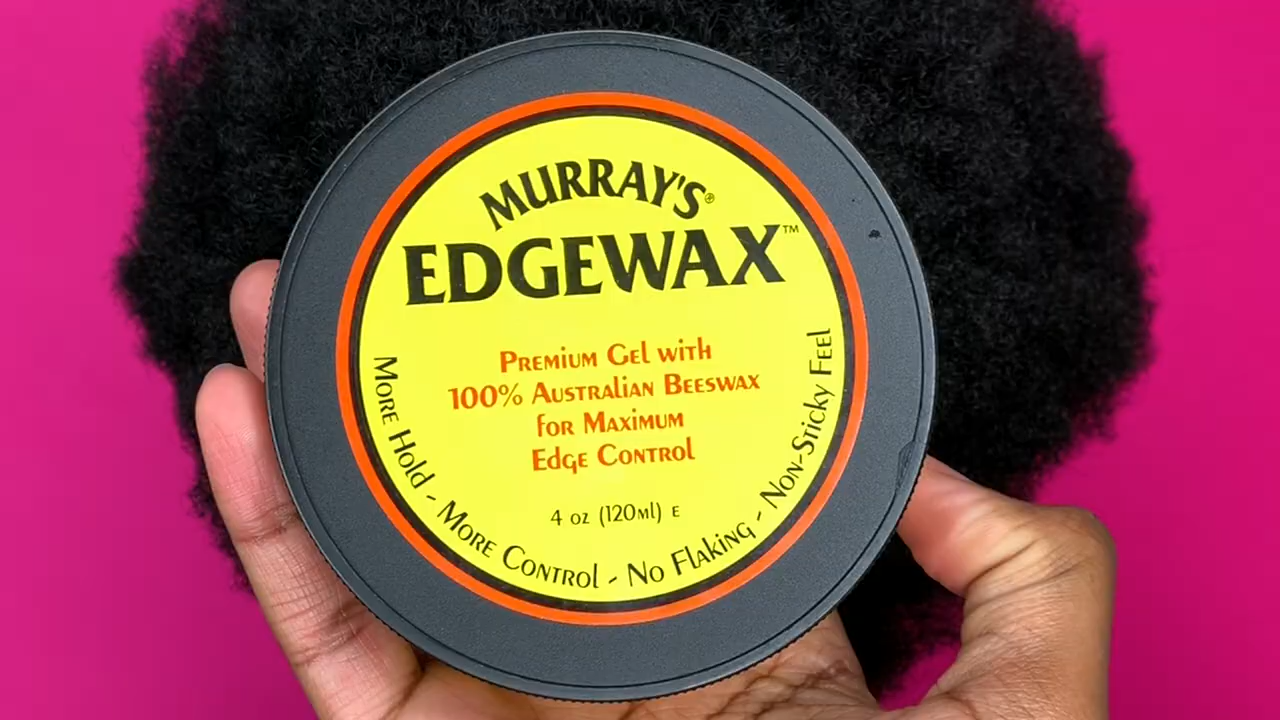 MURRAY'S®
EDGEWAX™
PREMIUM GEL WITH
100% AUSTRALIAN BEESWAX
FOR MAXIMUM
EDGE CONTROL
4 OZ (120ML) E
MORE HOLD - MORE CONTROL - NO FLAKING - NON-STICKY FEEL